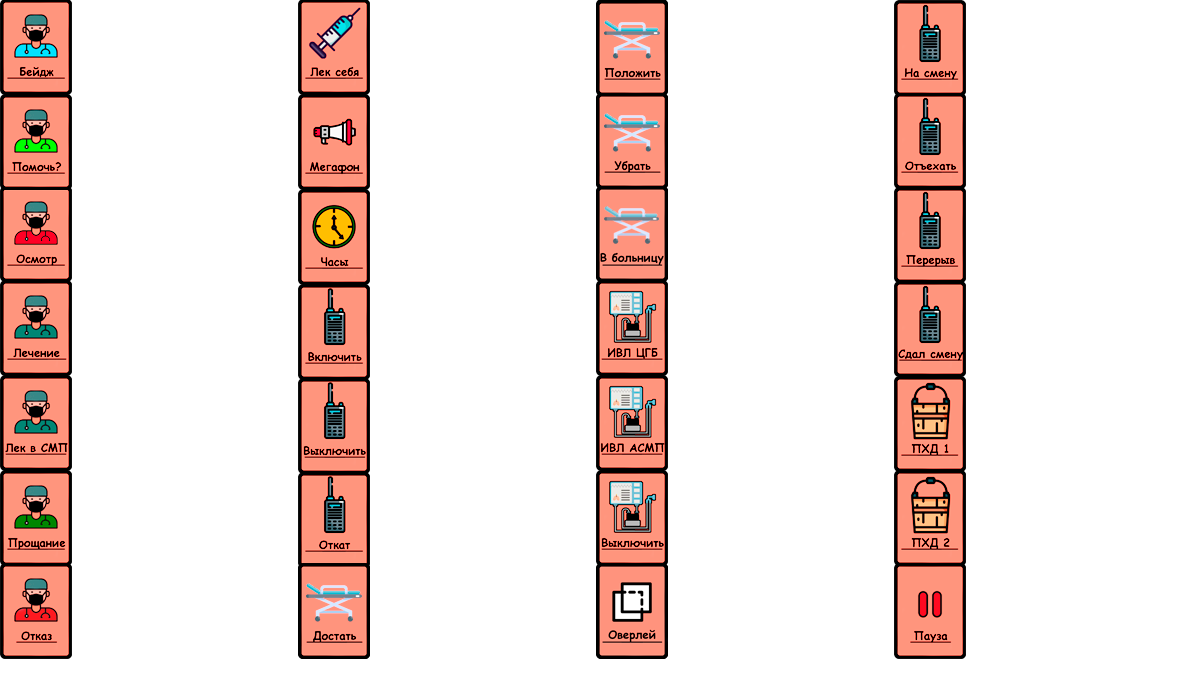 Бейдж
Помочь?
Осмотр
Лечение
Лек в СМП
Прощание
Отказ
Лек себя
Мегафон
Часы
Включить
Выключить
Откат
Достать
Положить
Убрать
В больницу
ИВЛ ЦГБ
ИВЛ АСМП
Выключить
Оверлей
На смену
Отъехать
Перерыв
Сдал смену
ПХД 1
ПХД 2
Пауза